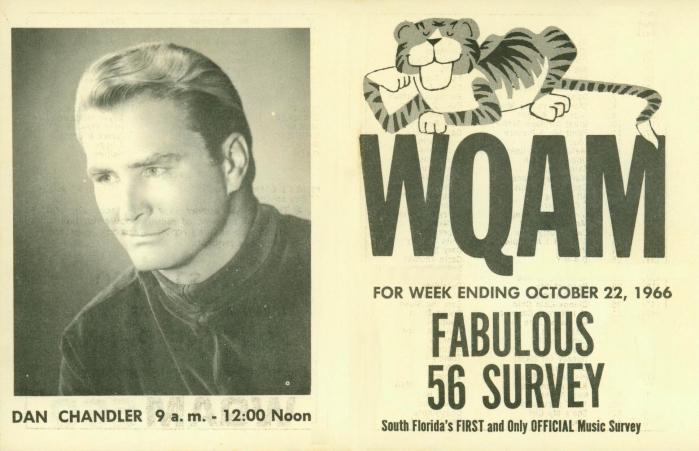 DAN CHANDLER 9 a. m. - 12:00 Noon
WQAM
FOR WEEK ENDING OCTOBER 22, 1966
FABULOUS
56 SURVEY
South Florida's FIRST and Only OFFICIAL Music Survey